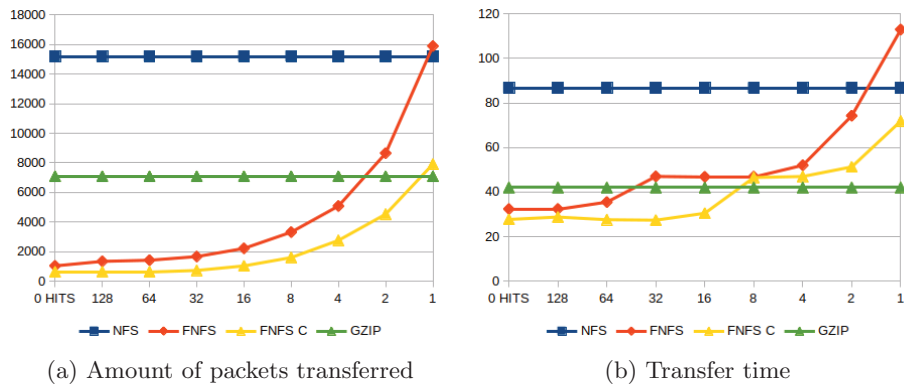 18000
16000
14000
12000
10000
8000
6000
4000
2000
0
0 HITS 128 64 32 16 8 4 2 1
NFS FNFS FNFS C GZIP
(a) Amount of packets transferred
120
100
80
60
40
20
0
0 HITS 128 64 32 16 8 4 2 1
NFS FNFS FNFS C GZIP
(b) Transfer time